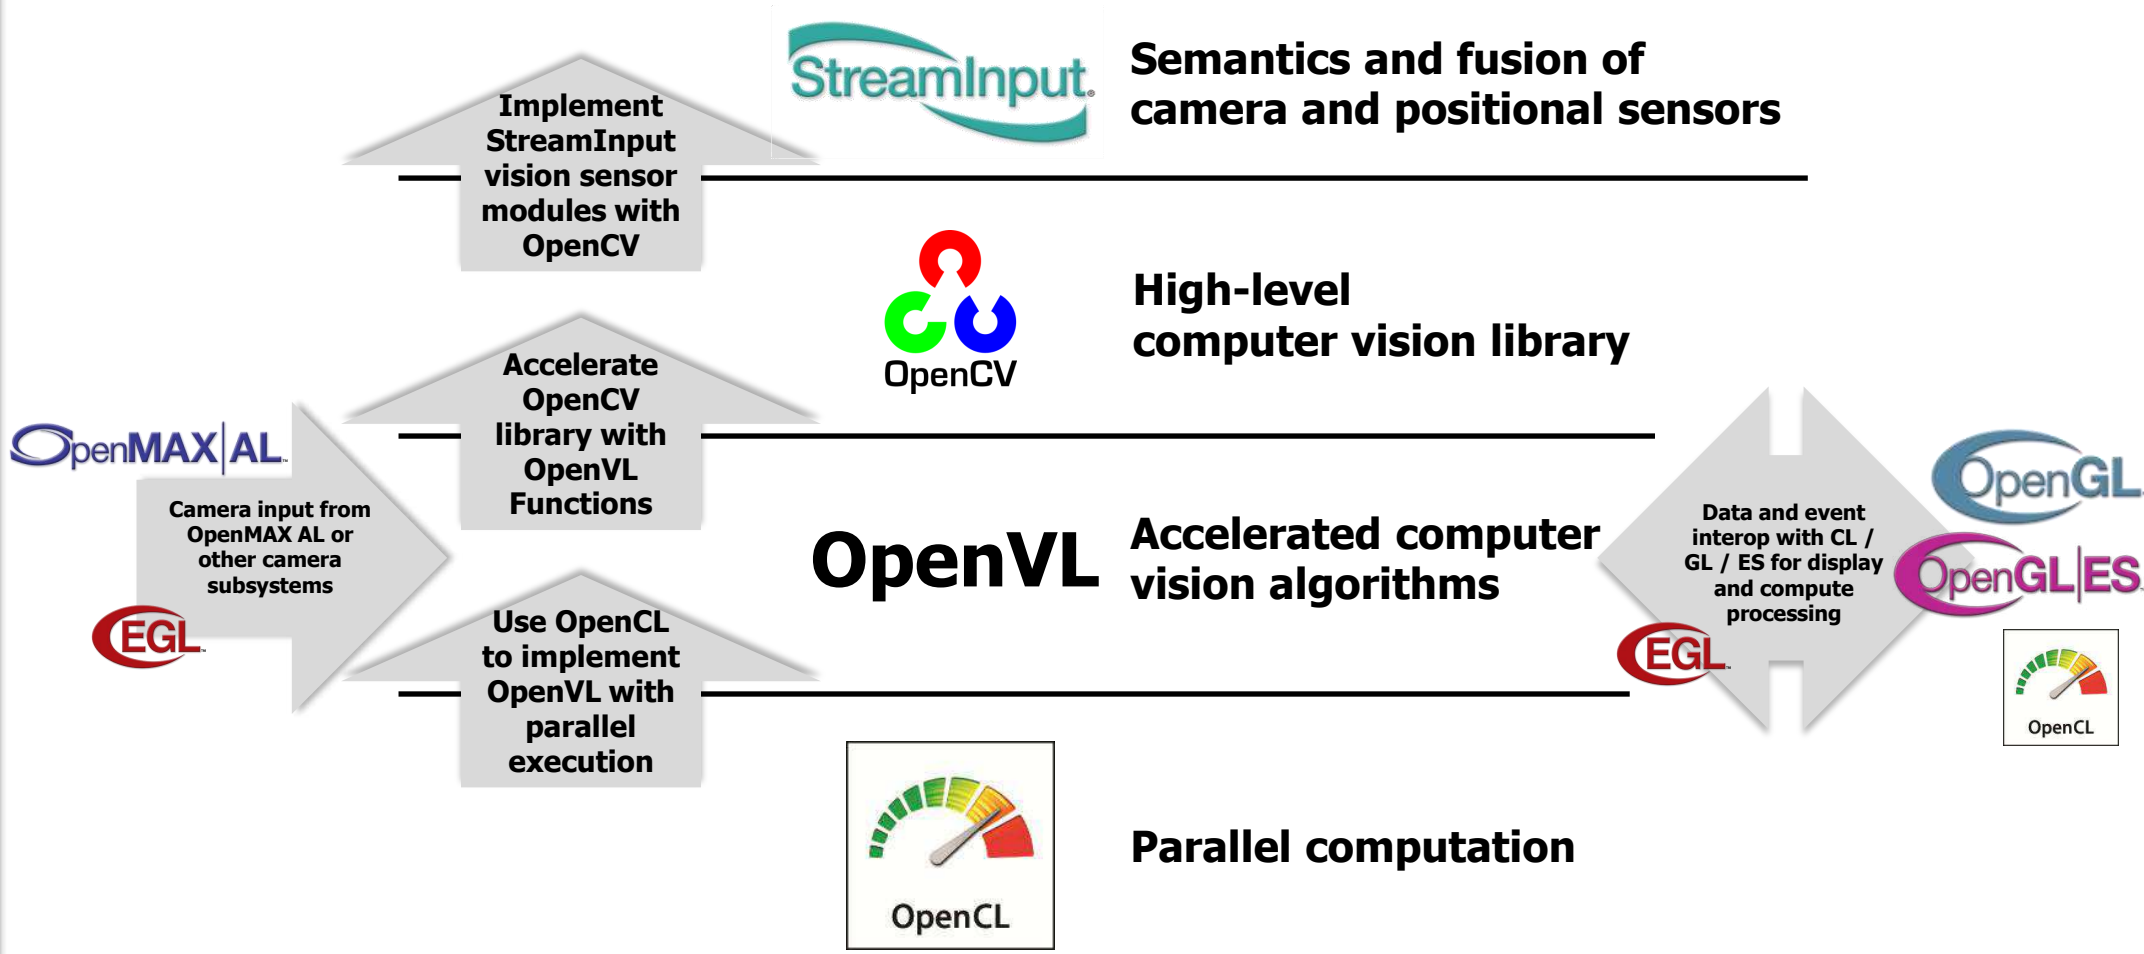 StreamInput®
Semantics and fusion of
camera and positional sensors
Implement
StreamInput
vision sensor
modules with
OpenCV
OpenCV
High-level
computer vision library
Accelerate
OpenCV
library with
OpenVL
Functions
OpenMAX|AL™
Camera input from
OpenMAX AL or
other camera
subsystems
EGL™
OpenVL
Accelerated computer
vision algorithms
Data and event
interop with CL /
GL / ES for display
and compute
processing
EGL™
OpenGL
OpenGL|ES
OpenCL
Use OpenCL
to implement
OpenVL with
parallel
execution
OpenCL
Parallel computation